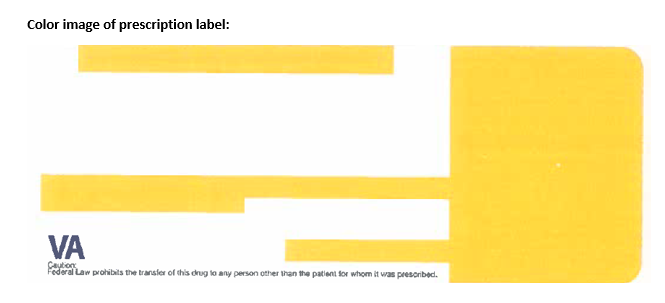 Color image of prescription label:
VA
Caution:
Federal Law prohibits the transfer of this drug to any person other than the patient for whom it was prescribed.